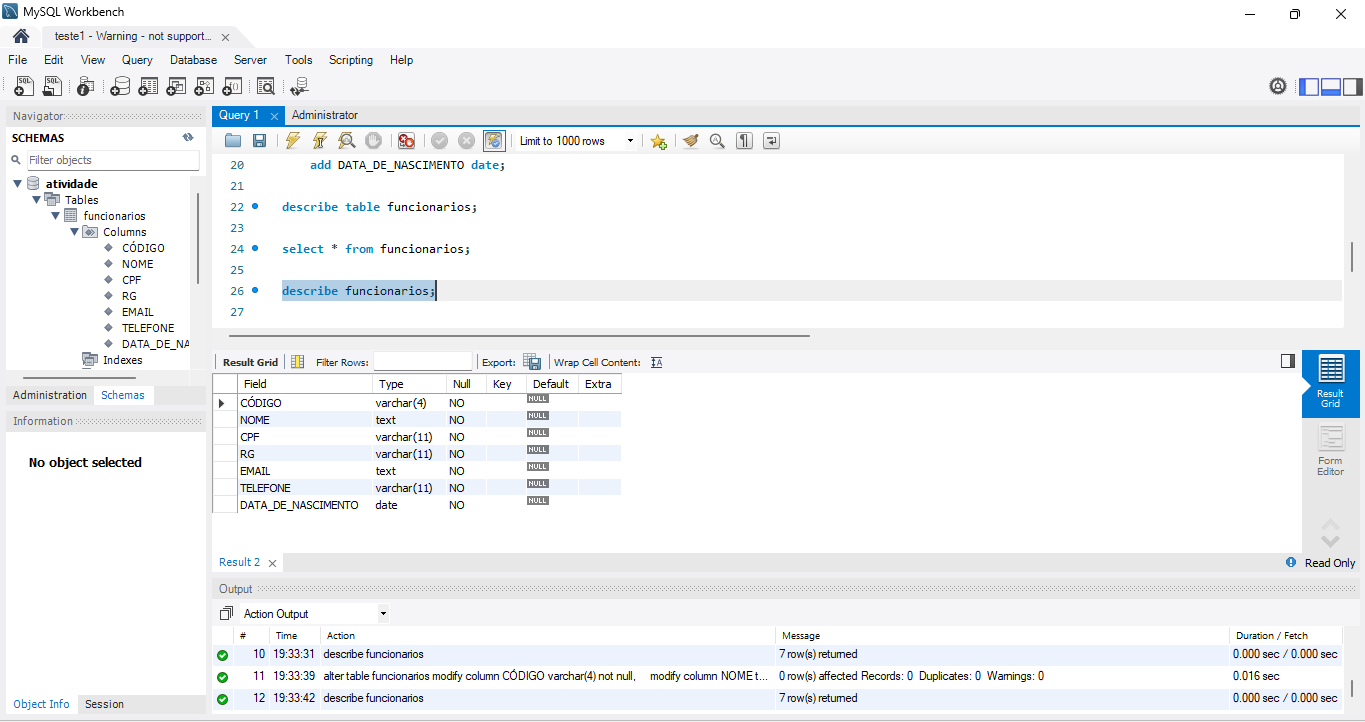 MySQL Workbench
teste1 - Warning - not support...
File Edit View Query Database Server Tools Scripting Help
Navigator
SCHEMAS
Filter objects
atividade
Tables
funcionarios
Columns
CÓDIGO
NOME
CPF
RG
EMAIL
TELEFONE
DATA_DE_NA
Indexes
Administration Schemas
Information
No object selected
Object Info Session
Query 1 Administrator
Limit to 1000 rows
20 add DATA_DE_NASCIMENTO date;
21
22 describe table funcionarios;
23
24 select * from funcionarios;
25
26 describe funcionarios;
27
Result Grid Filter Rows: Export: Wrap Cell Content:
Field Type Null Key Default Extra
CÓDIGO varchar(4) NO NULL
NOME text NO NULL
CPF varchar(11) NO NULL
RG varchar(11) NO NULL
EMAIL text NO NULL
TELEFONE varchar(11) NO NULL
DATA_DE_NASCIMENTO date NO NULL
Result
Grid
Form
Editor
Result 2
Read Only
Output
Action Output
# Time Action Message Duration / Fetch
10 19:33:31 describe funcionarios 7 row(s) returned 0.000 sec / 0.000 sec
11 19:33:39 alter table funcionarios modify column CÓDIGO varchar(4) not null, modify column NOME t... 0 row(s) affected Records: 0 Duplicates: 0 Warnings: 0 0.016 sec
12 19:33:42 describe funcionarios 7 row(s) returned 0.000 sec / 0.000 sec